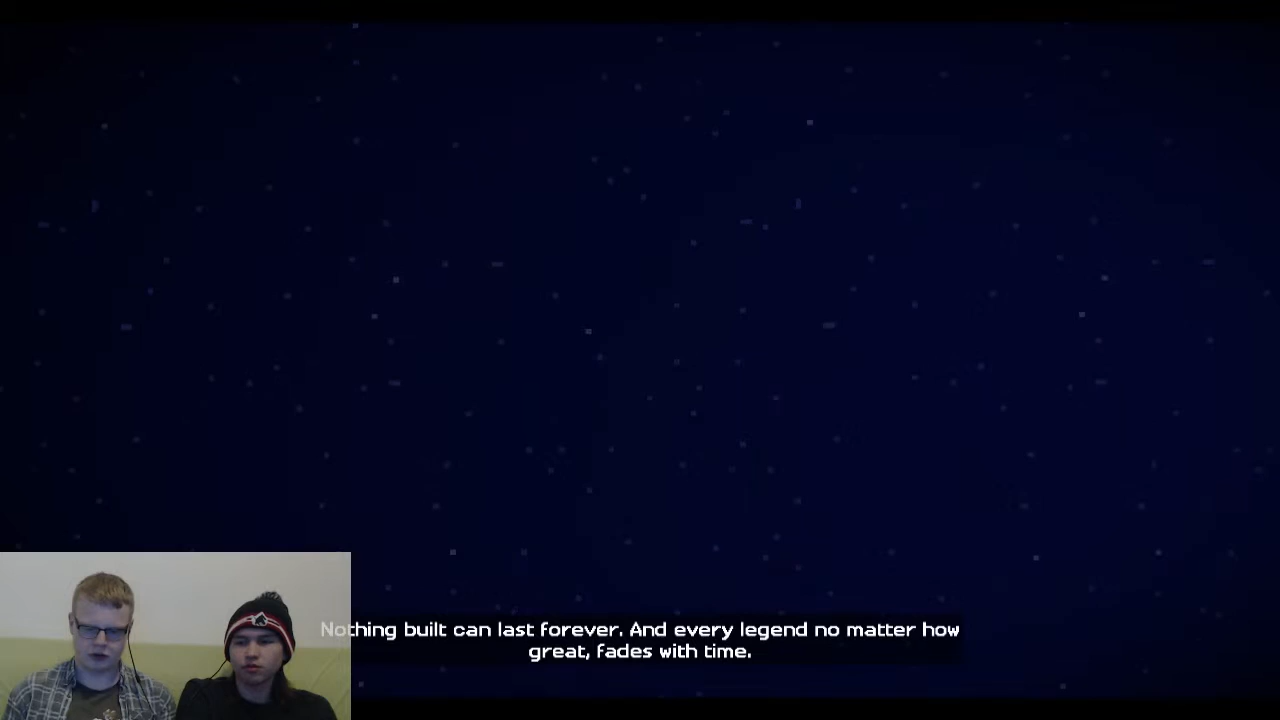 Nothing built can last forever. And every legend no matter how
great, fades with time.